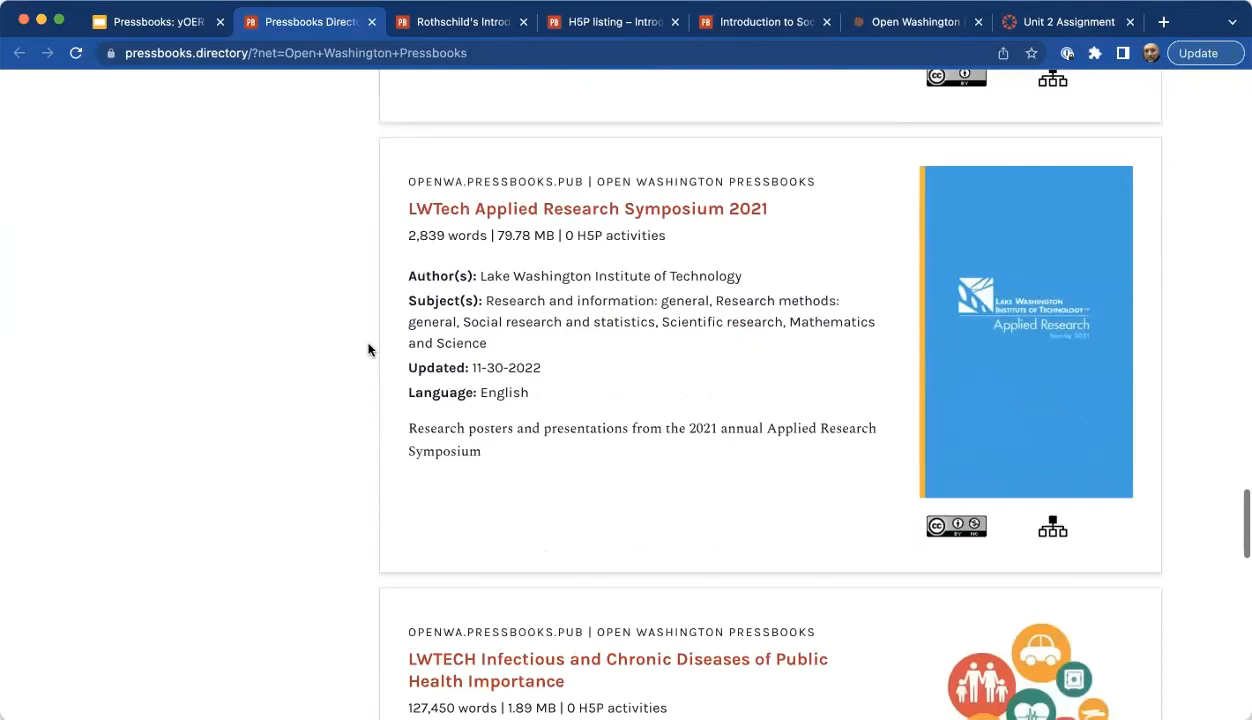 Pressbooks: yOER
Pressbooks Direct
Rothschild's Introd
H5P listing – Introd
Introduction to Soc
Open Washington
Unit 2 Assignment
pressbooks.directory/?net=Open+Washington+Pressbooks
Update
BY
OPENWA.PRESSBOOKS.PUB | OPEN WASHINGTON PRESSBOOKS
LWTech Applied Research Symposium 2021
2,839 words | 79.78 MB | 0 H5P activities
Author(s): Lake Washington Institute of Technology
Subject(s): Research and information: general, Research methods:
general, Social research and statistics, Scientific research, Mathematics
and Science
Updated: 11-30-2022
Language: English
Research posters and presentations from the 2021 annual Applied Research
Symposium
LAKE WASHINGTON
INSTITUTE OF TECHNOLOGY
Applied Research
Spring 2021
BY NC
OPENWA.PRESSBOOKS.PUB | OPEN WASHINGTON PRESSBOOKS
LWTECH Infectious and Chronic Diseases of Public
Health Importance
127,450 words | 1.89 MB | 0 H5P activities